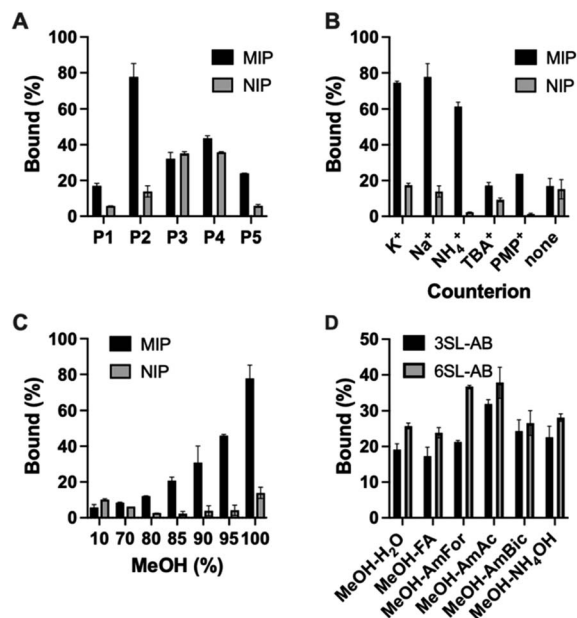 A
100
80
60
40
20
0
Bound (%)
MIP
NIP
P1 P2 P3 P4 P5
B
100
80
60
40
20
0
Bound (%)
MIP
NIP
K⁺ Na⁺ NH₄⁺ TBA⁺ PMP⁺ none
Counterion
C
100
80
60
40
20
0
Bound (%)
MIP
NIP
10 70 80 85 90 95 100
MeOH (%)
D
50
40
30
20
10
0
Bound (%)
3SL-AB
6SL-AB
MeOH-H₂O MeOH-FA MeOH-AmFor MeOH-AmAc MeOH-AmBic MeOH-NH₄OH